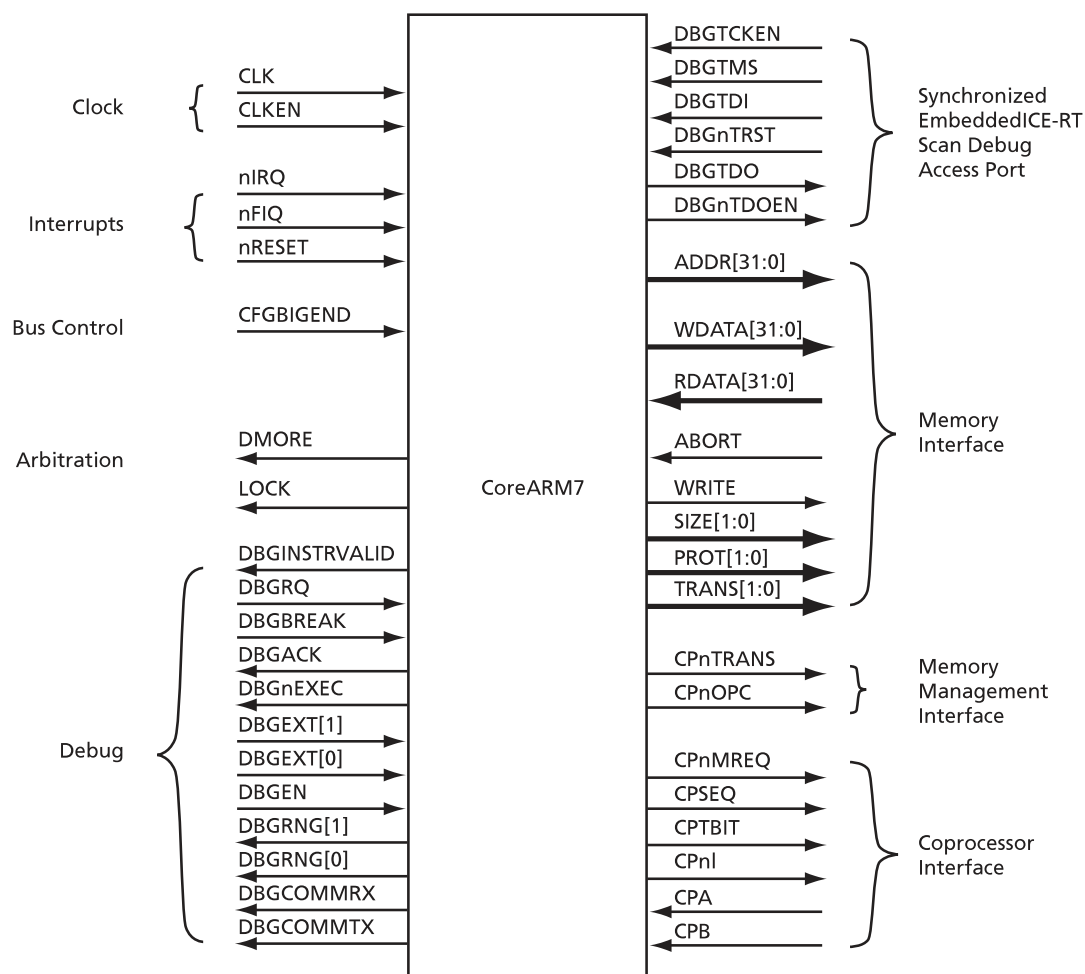 CLK
Clock
CLKEN
nIRQ
nFIQ
Interrupts
nRESET
Bus Control
CFGBIGEND
DMORE
Arbitration
LOCK
DBGINSTRVALID
DBGRQ
DBGBREAK
DBGACK
DBGnEXEC
DBGEXT[1]
Debug
DBGEXT[0]
DBGEN
DBGRNG[1]
DBGRNG[0]
DBGCOMMRX
DBGCOMMTX
CoreARM7
DBGTCKEN
DBGTMS
DBGTDI
DBGnTRST
DBGTDO
DBGnTDOEN
Synchronized
EmbeddedICE-RT
Scan Debug
Access Port
ADDR[31:0]
WDATA[31:0]
RDATA[31:0]
ABORT
WRITE
SIZE[1:0]
PROT[1:0]
TRANS[1:0]
Memory
Interface
CPnTRANS
CPnOPC
Memory
Management
Interface
CPnMREQ
CPSEQ
CPTBIT
CPnl
CPA
CPB
Coprocessor
Interface